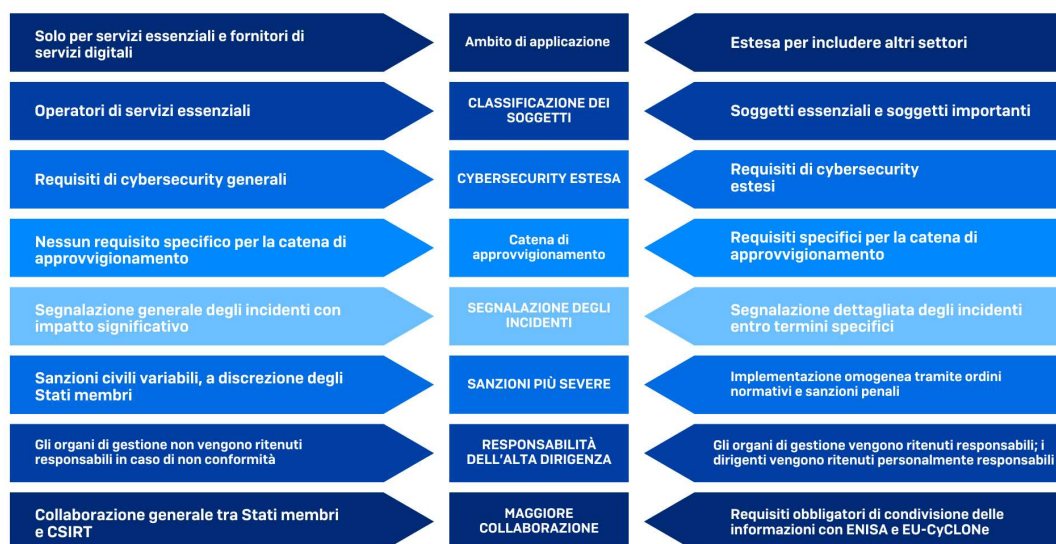 Solo per servizi essenziali e fornitori di
servizi digitali
Ambito di applicazione
Estesa per includere altri settori
Operatori di servizi essenziali
CLASSIFICAZIONE DEI
SOGGETTI
Soggetti essenziali e soggetti importanti
Requisiti di cybersecurity generali
CYBERSECURITY ESTESA
Requisiti di cybersecurity
estesi
Nessun requisito specifico per la catena di
approvvigionamento
Catena di
approvvigionamento
Requisiti specifici per la catena di
approvvigionamento
Segnalazione generale degli incidenti con
impatto significativo
SEGNALAZIONE DEGLI
INCIDENTI
Segnalazione dettagliata degli incidenti
entro termini specifici
Sanzioni civili variabili, a discrezione degli
Stati membri
SANZIONI PIÙ SEVERE
Implementazione omogenea tramite ordini
normativi e sanzioni penali
Gli organi di gestione non vengono ritenuti
responsabili in caso di non conformità
RESPONSABILITÀ
DELL'ALTA DIRIGENZA
Gli organi di gestione vengono ritenuti responsabili; i
dirigenti vengono ritenuti personalmente responsabili
Collaborazione generale tra Stati membri
e CSIRT
MAGGIORE
COLLABORAZIONE
Requisiti obbligatori di condivisione delle
informazioni con ENISA e EU-CyCLONe